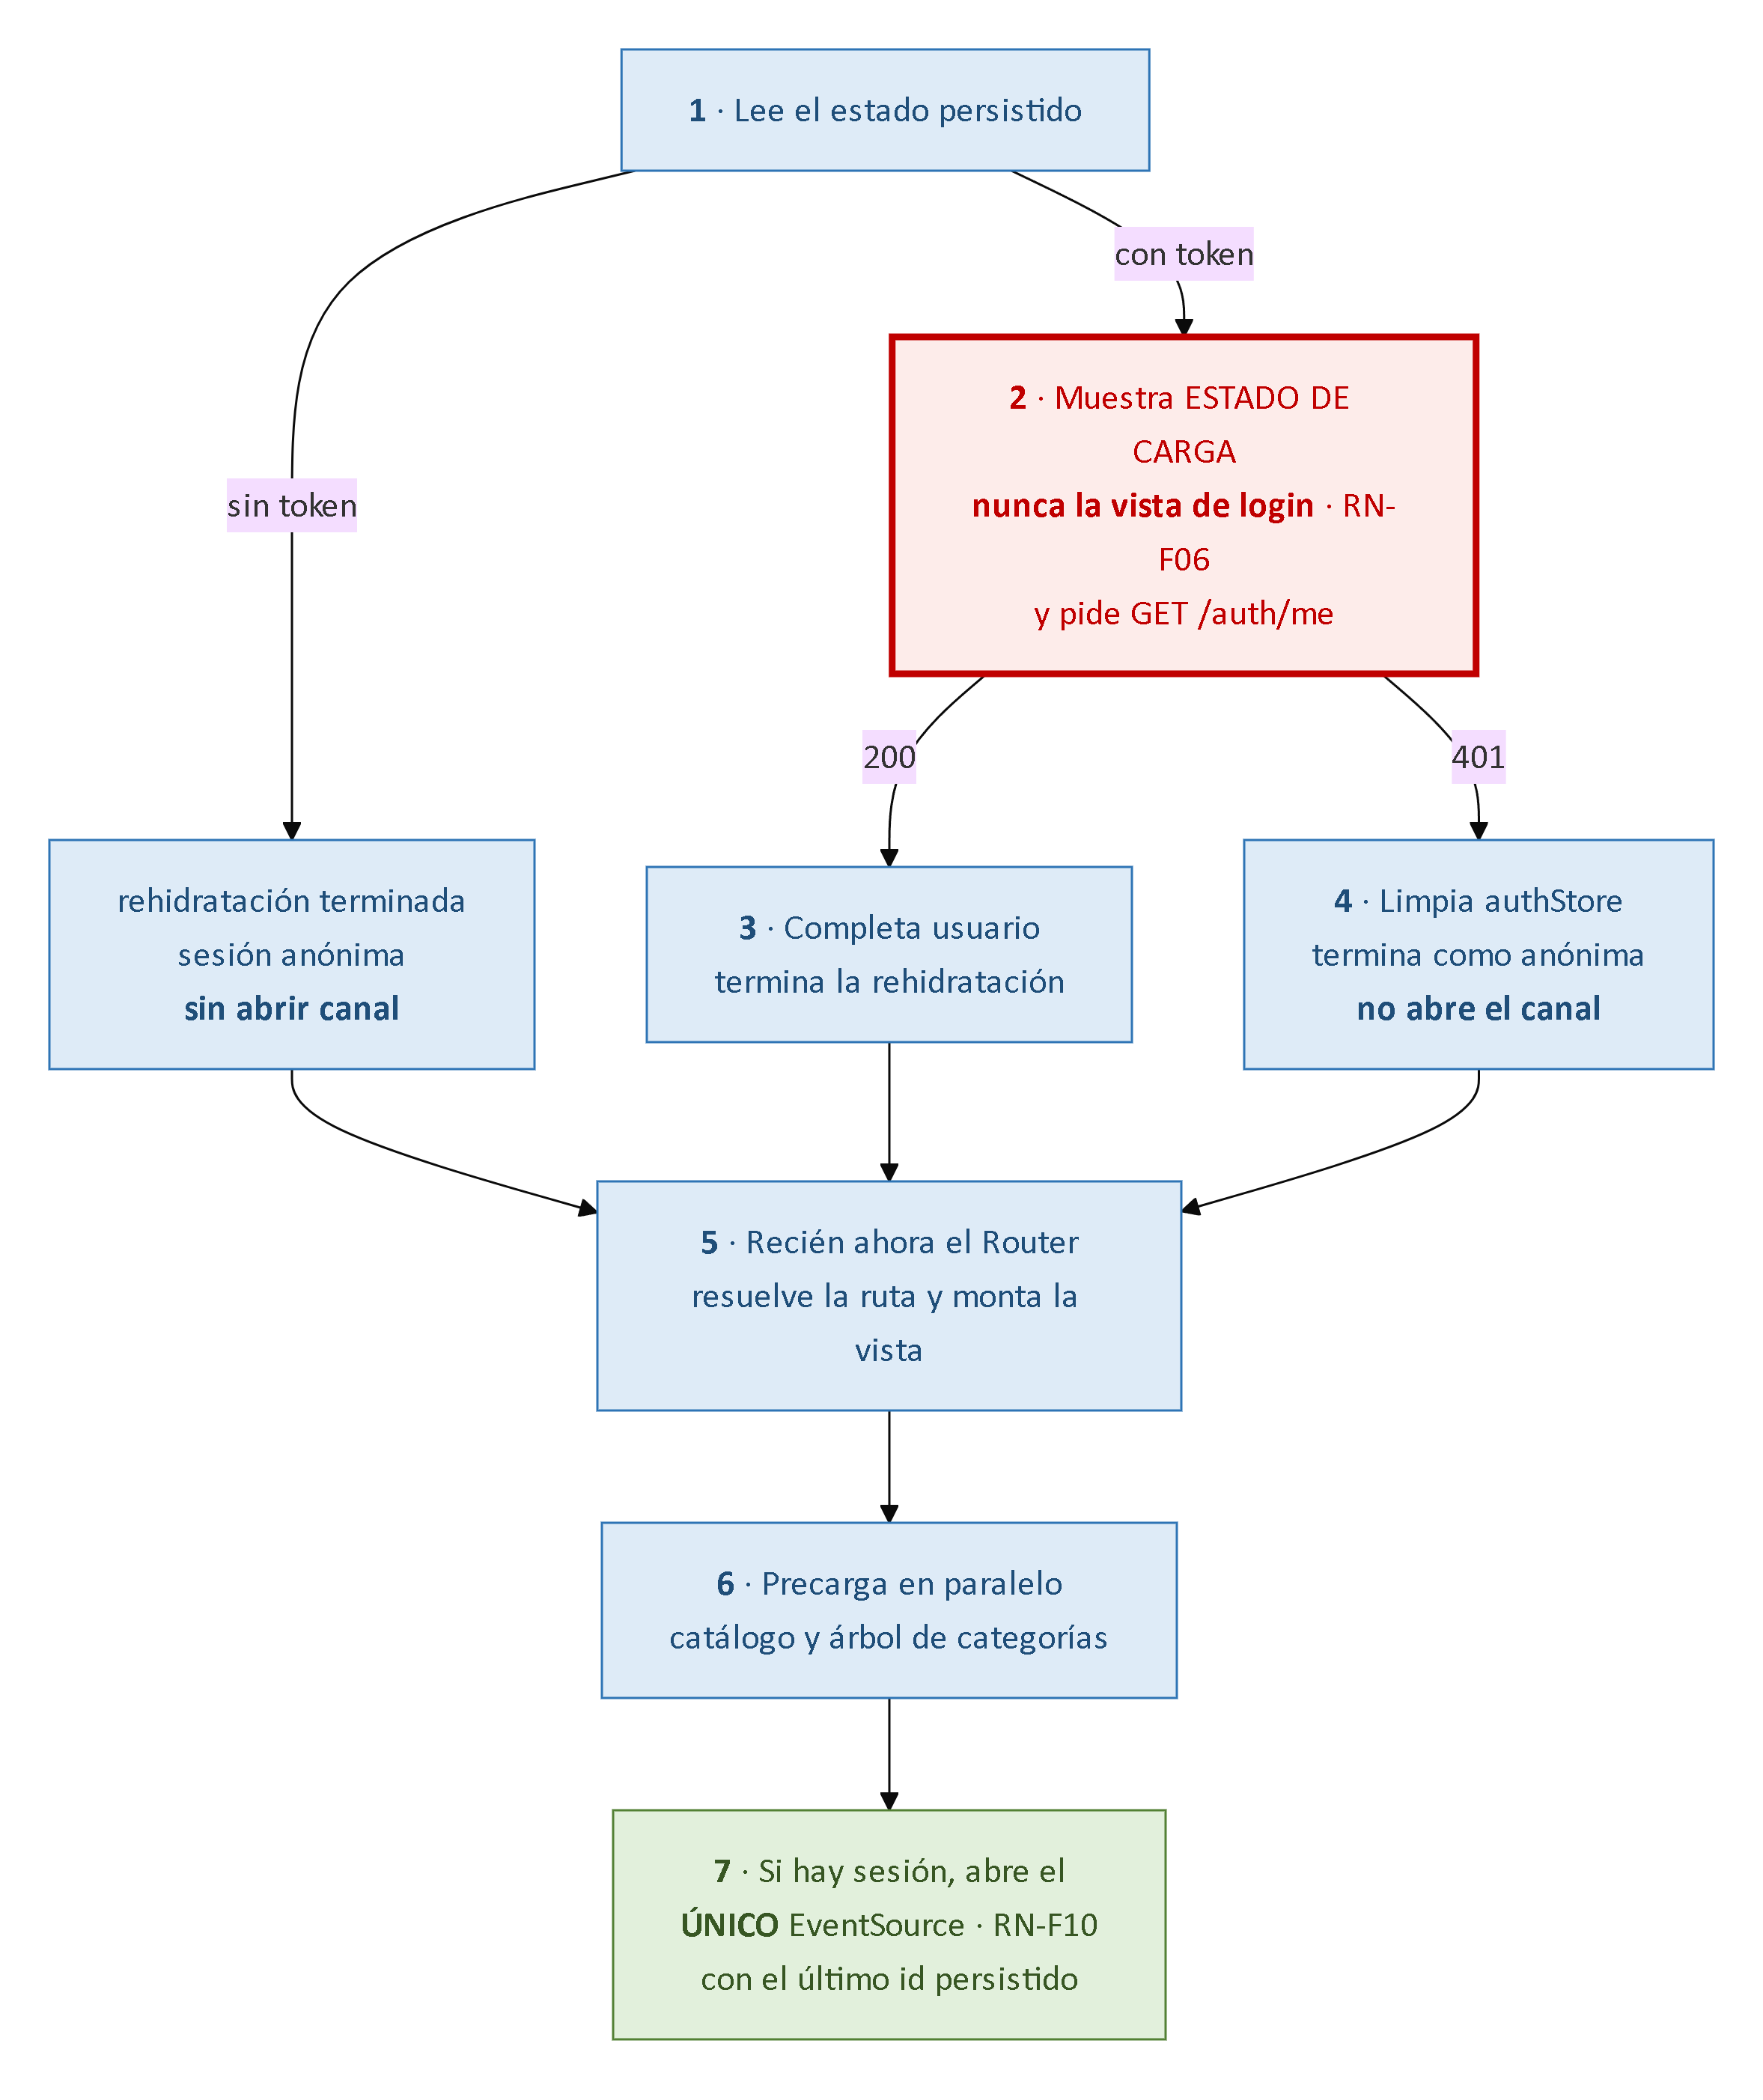 1 · Lee el estado persistido
con token
2 · Muestra ESTADO DE
CARGA
nunca la vista de login · RN-
F06
y pide GET /auth/me
sin token
200
401
rehidratación terminada
sesión anónima
sin abrir canal
3 · Completa usuario
termina la rehidratación
4 · Limpia authStore
termina como anónima
no abre el canal
5 · Recién ahora el Router
resuelve la ruta y monta la
vista
6 · Precarga en paralelo
catálogo y árbol de categorías
7 · Si hay sesión, abre el
ÚNICO EventSource · RN-F10
con el último id persistido